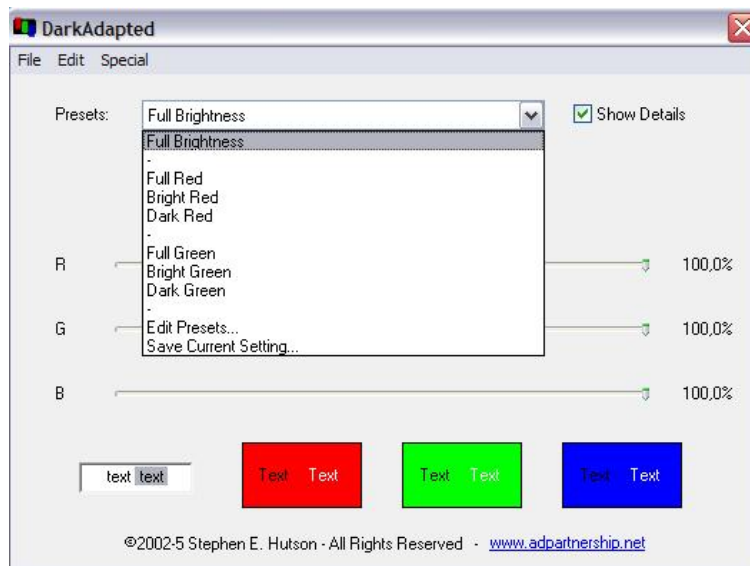 DarkAdapted
File Edit Special
Presets: Full Brightness Show Details
Full Brightness
-
Full Red
Bright Red
Dark Red
-
Full Green
Bright Green
Dark Green
-
Edit Presets...
Save Current Setting...
R 100,0%
G 100,0%
B 100,0%
text text Text Text Text Text Text Text
©2002-5 Stephen E. Hutson - All Rights Reserved - www.adpartnership.net